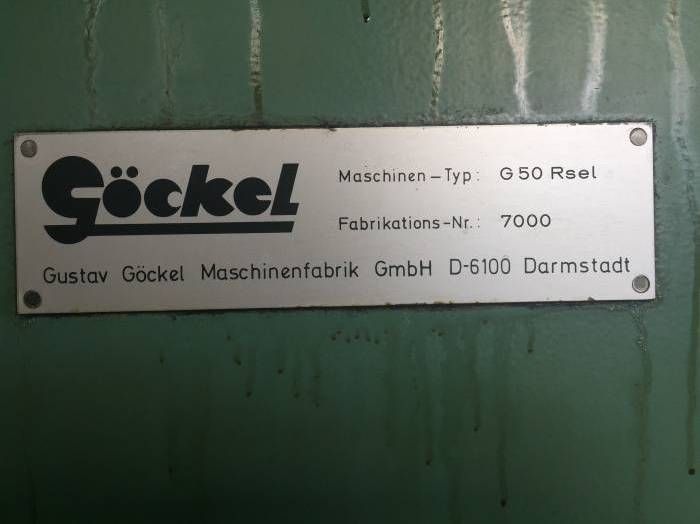 Göckel
Maschinen-Typ: G 50 Rsel
Fabrikations-Nr.: 7000
Gustav Göckel Maschinenfabrik GmbH D-6100 Darmstadt